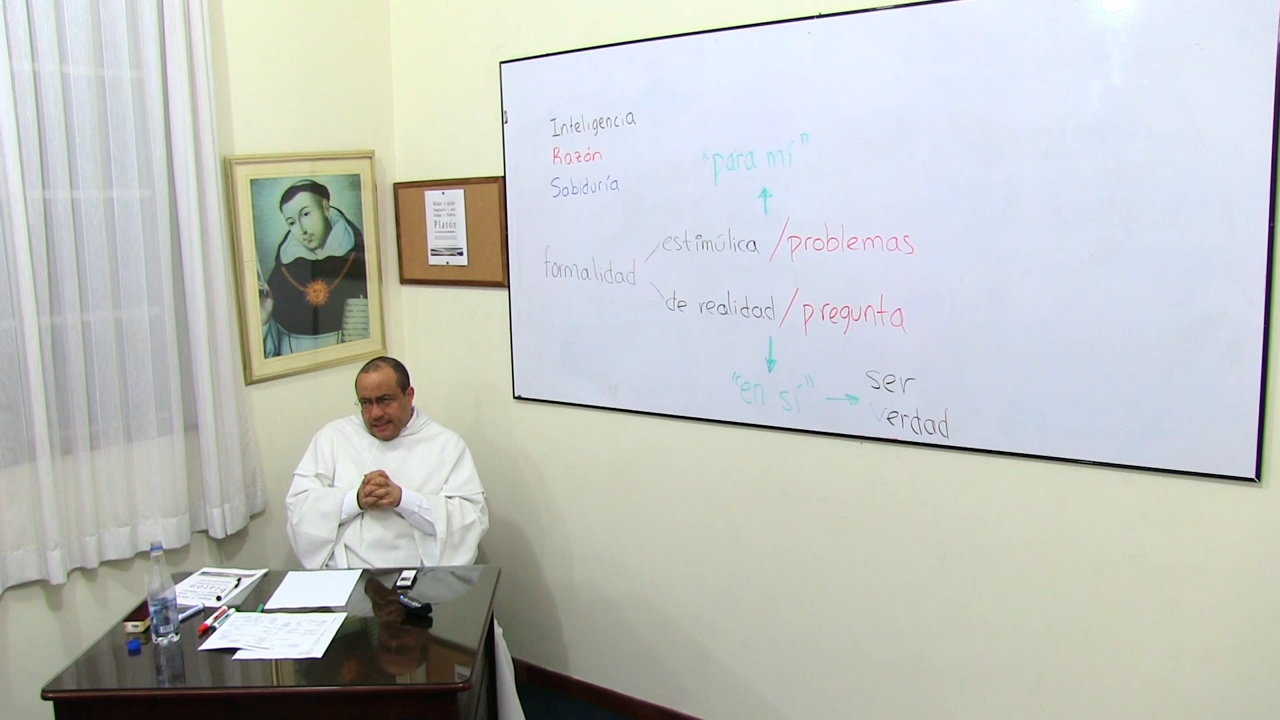 Inteligencia
Razón
Sabiduría
"para mí"
estimúlica / problemas
formalidad
de realidad / pregunta
"en sí" → ser
verdad
Platón